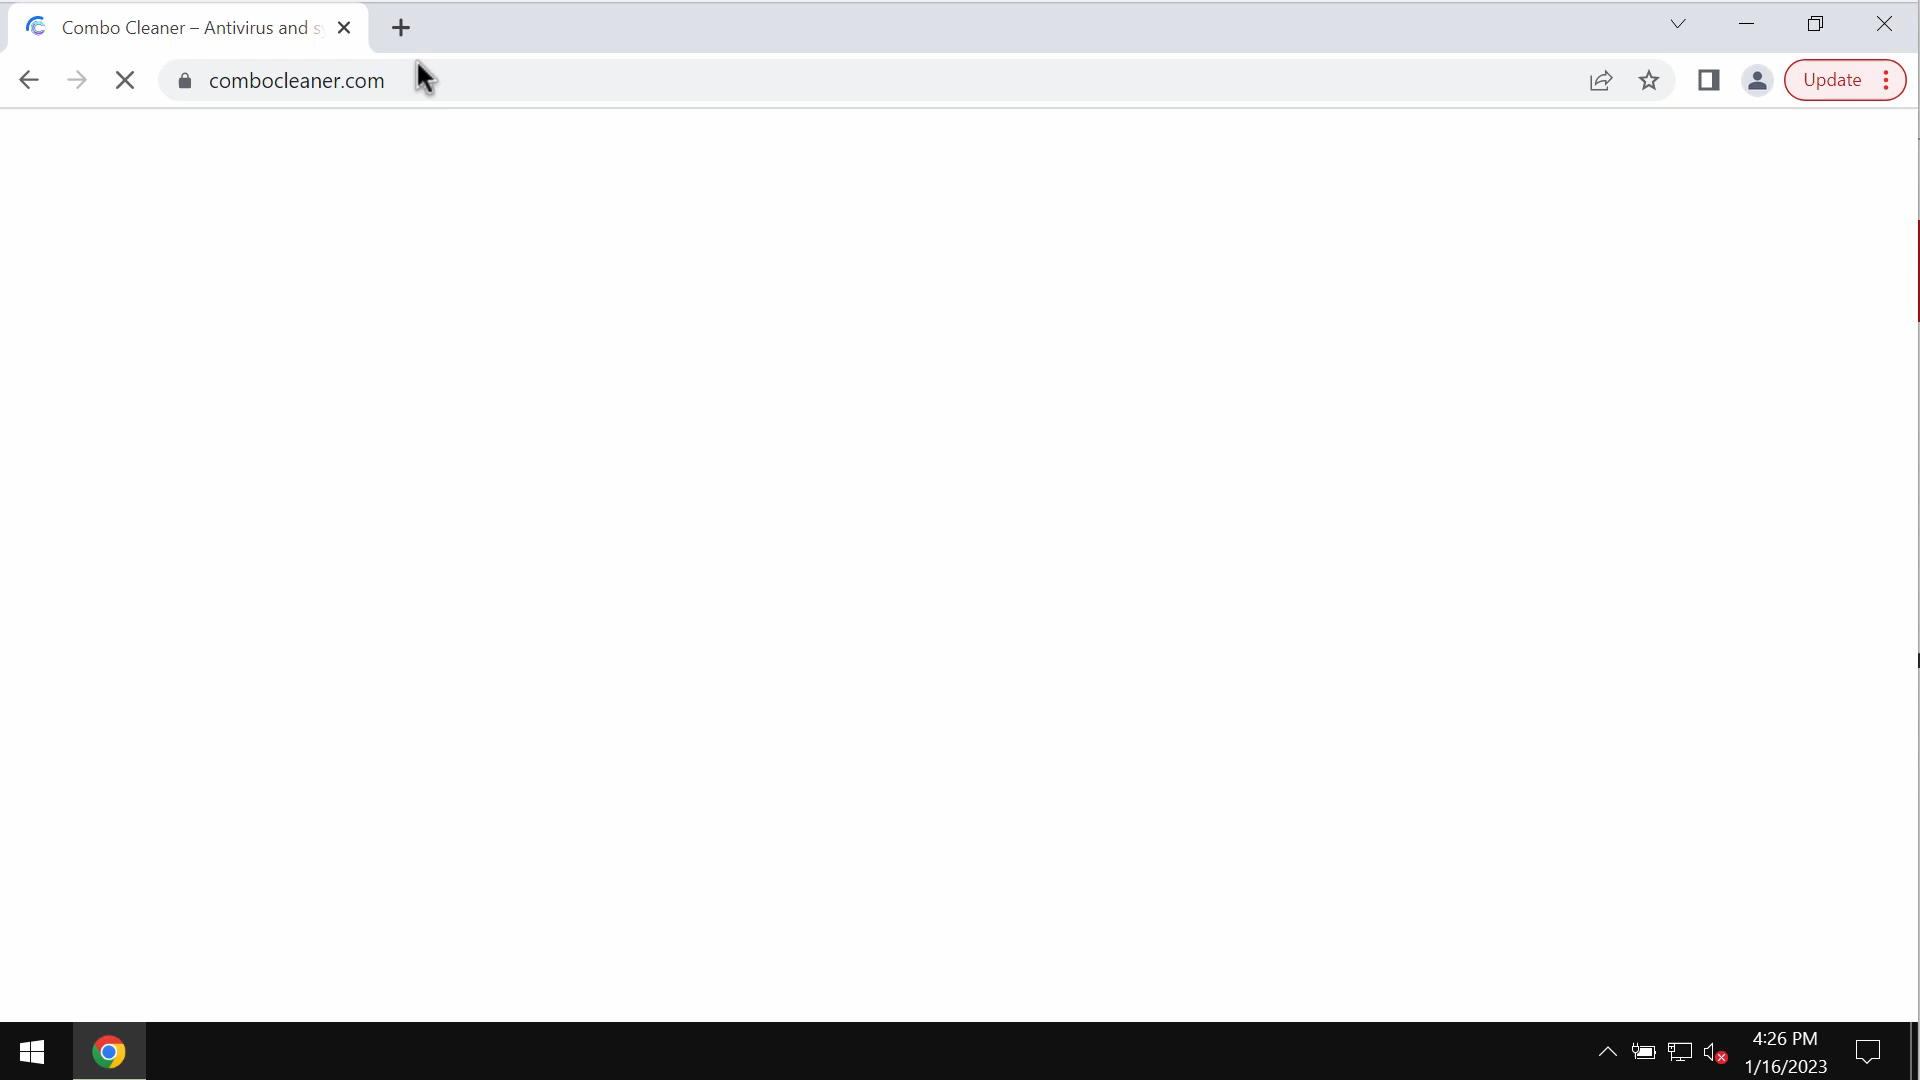 Combo Cleaner – Antivirus and s
combocleaner.com
Update
4:26 PM
1/16/2023